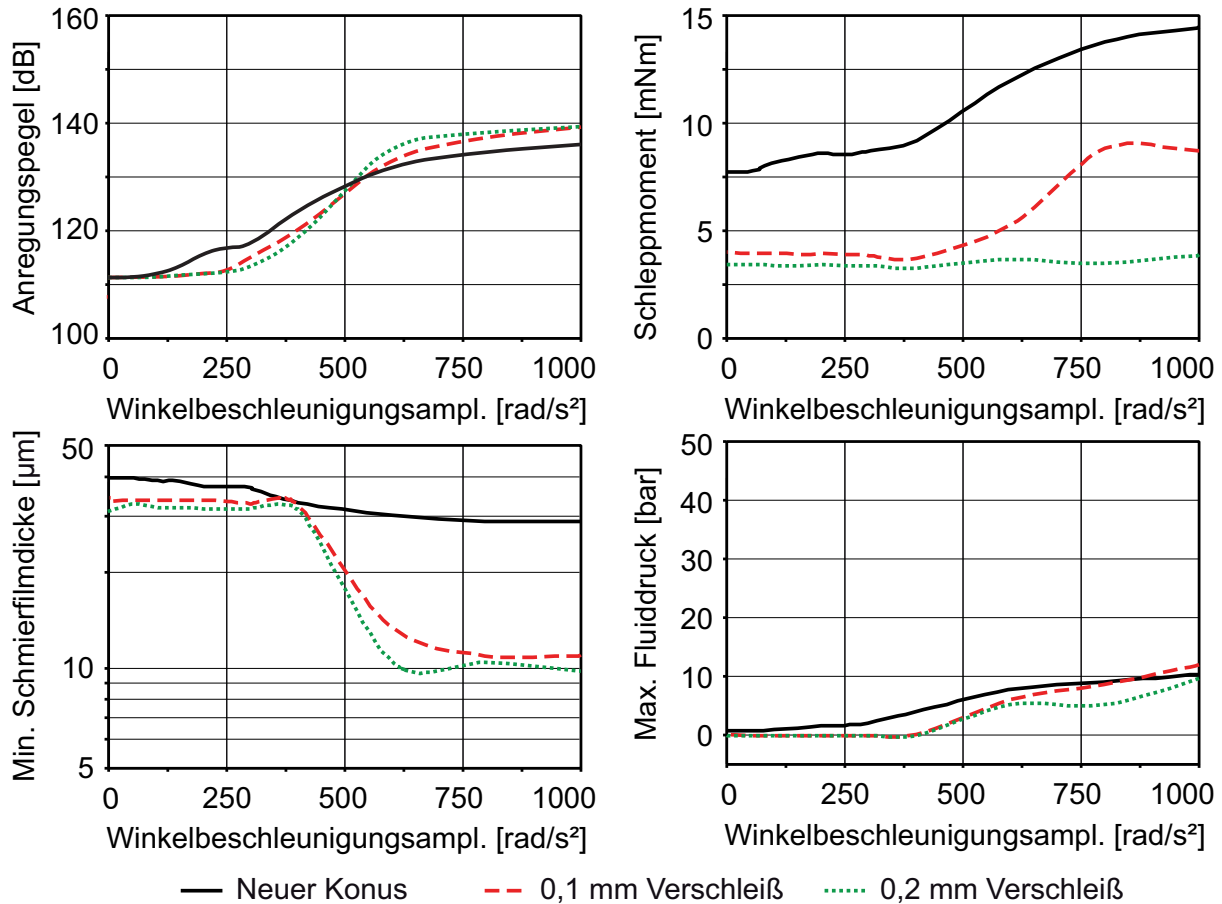 Anregungspegel [dB]
160
140
120
100
0 250 500 750 1000
Winkelbeschleunigungsampl. [rad/s²]
Schleppmoment [mNm]
15
10
5
0
0 250 500 750 1000
Winkelbeschleunigungsampl. [rad/s²]
Min. Schmierfilmdicke [µm]
50
10
5
0 250 500 750 1000
Winkelbeschleunigungsampl. [rad/s²]
Max. Fluiddruck [bar]
50
40
30
20
10
0
0 250 500 750 1000
Winkelbeschleunigungsampl. [rad/s²]
Neuer Konus
0,1 mm Verschleiß
0,2 mm Verschleiß